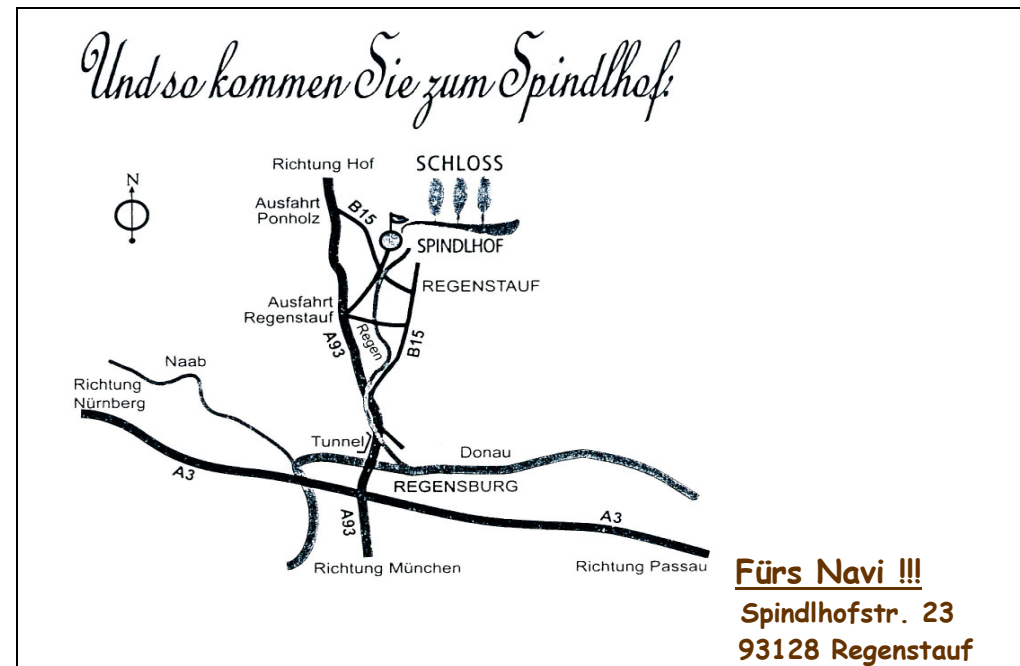 Und so kommen Sie zum Spindlhof:
Richtung Hof
SCHLOSS
N
Ausfahrt
Ponholz
B15
SPINDLHOF
REGENSTAUF
Ausfahrt
Regenstauf
A93
Regen
B15
Naab
Richtung
Nürnberg
Tunnel
Donau
A3
REGENSBURG
A93
A3
Richtung München
Richtung Passau
Fürs Navi !!!
Spindlhofstr. 23
93128 Regenstauf